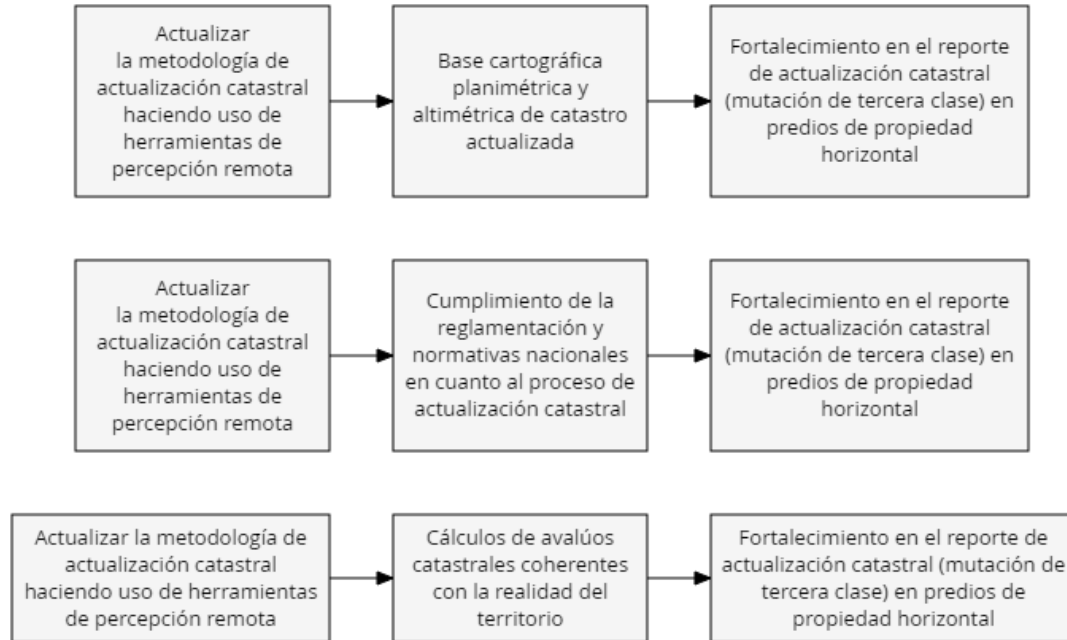 Actualizar
la metodología de
actualización catastral
haciendo uso de
herramientas de
percepción remota
Base cartográfica
planimétrica y
altimétrica de catastro
actualizada
Fortalecimiento en el reporte
de actualización catastral
(mutación de tercera clase) en
predios de propiedad
horizontal
Actualizar
la metodología de
actualización catastral
haciendo uso de
herramientas de
percepción remota
Cumplimiento de la
reglamentación y
normativas nacionales
en cuanto al proceso de
actualización catastral
Fortalecimiento en el reporte
de actualización catastral
(mutación de tercera clase) en
predios de propiedad
horizontal
Actualizar la metodología de
actualización catastral
haciendo uso de herramientas
de percepción remota
Cálculos de avalúos
catastrales coherentes
con la realidad del
territorio
Fortalecimiento en el reporte de
actualización catastral (mutación de
tercera clase) en predios de
propiedad horizontal